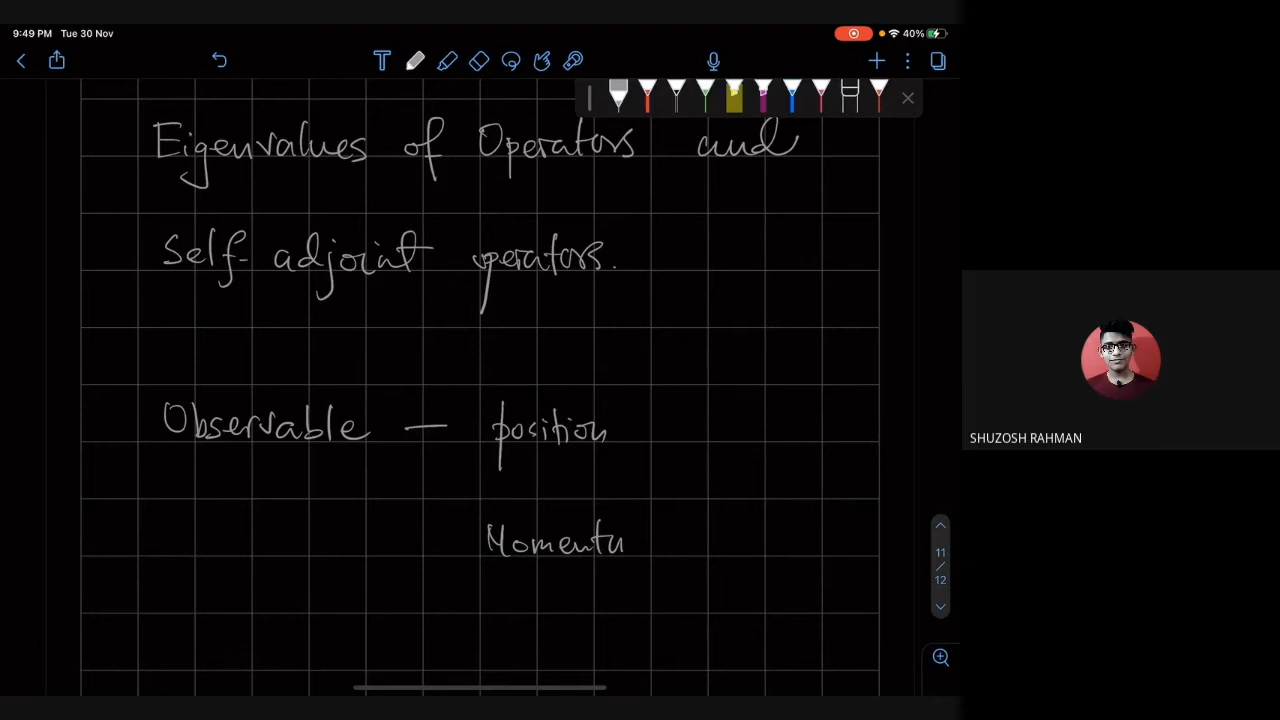 9:49 PM Tue 30 Nov
40%
T
Eigenvalues of Operators and
Self-adjoint operators.
Observable — position
Momentu
SHUZOSH RAHMAN
11
/
12